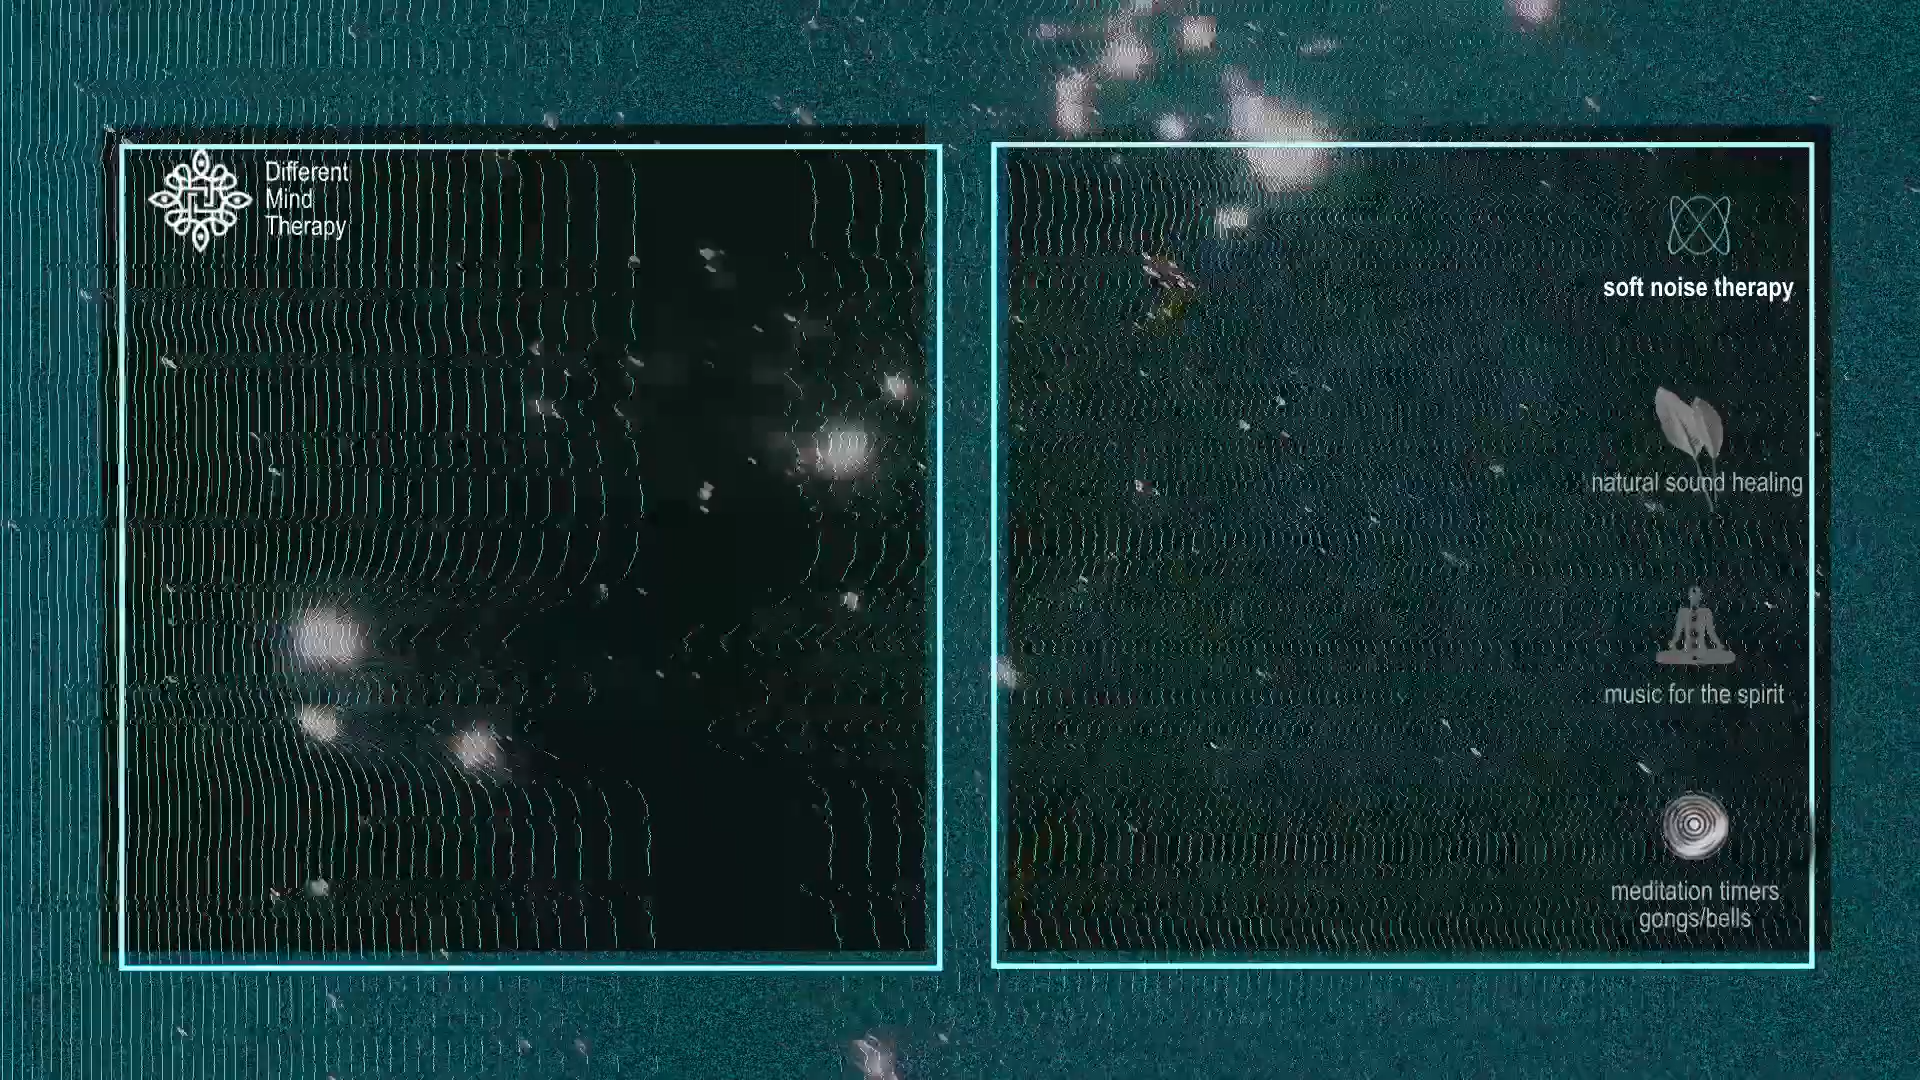 Different
Mind
Therapy
soft noise therapy
natural sound healing
music for the spirit
meditation timers
gongs/bells